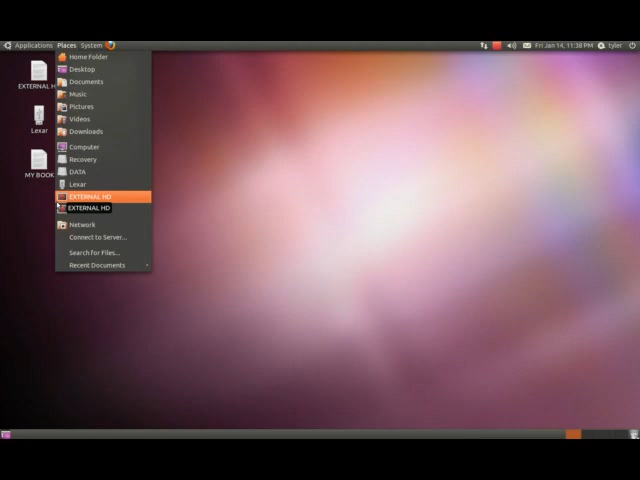 Applications Places System Fri Jan 14, 11:38 PM tyler
EXTERNAL H
Lexar
MY BOOK
Home Folder
Desktop
Documents
Music
Pictures
Videos
Downloads
Computer
Recovery
DATA
Lexar
EXTERNAL HD
EXTERNAL HD
Network
Connect to Server...
Search for Files...
Recent Documents